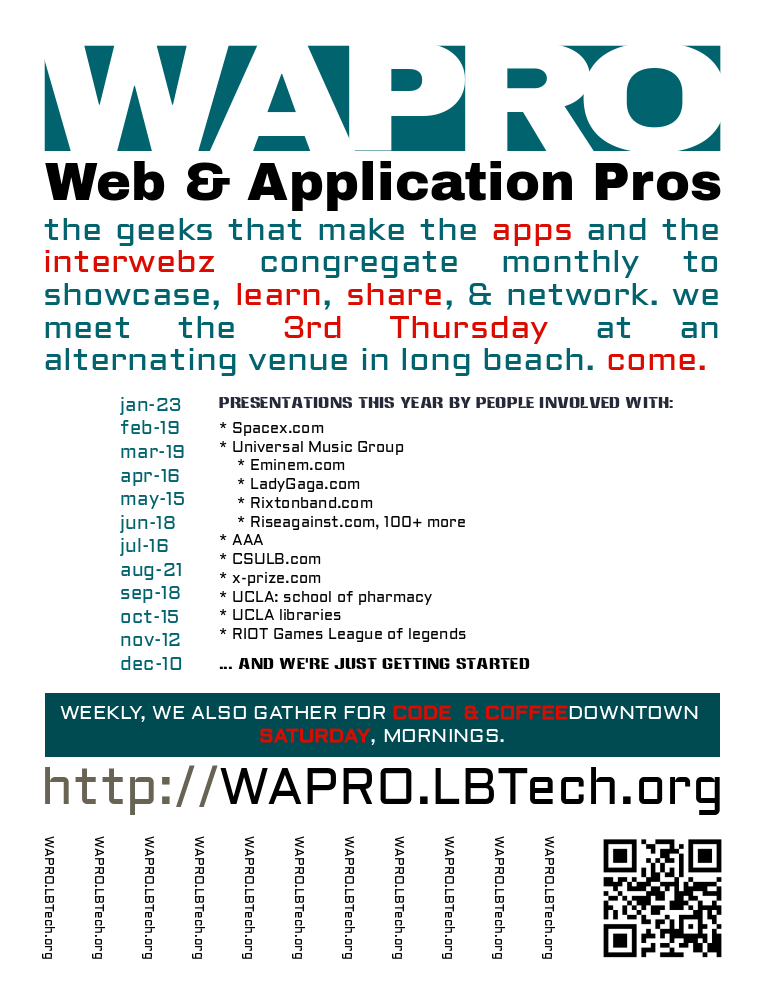 WAPRO
Web & Application Pros
the geeks that make the apps and the
interwebz congregate monthly to
showcase, learn, share, & network. we
meet the 3rd Thursday at an
alternating venue in long beach. come.
jan-23
feb-19
mar-19
apr-16
may-15
jun-18
jul-16
aug-21
sep-18
oct-15
nov-12
dec-10
PRESENTATIONS THIS YEAR BY PEOPLE INVOLVED WITH:
* Spacex.com
* Universal Music Group
* Eminem.com
* LadyGaga.com
* Rixtonband.com
* Riseagainst.com, 100+ more
* AAA
* CSULB.com
* x-prize.com
* UCLA: school of pharmacy
* UCLA libraries
* RIOT Games League of legends
... AND WE'RE JUST GETTING STARTED
WEEKLY, WE ALSO GATHER FOR CODE & COFFEEDOWNTOWN
SATURDAY, MORNINGS.
http://WAPRO.LBTech.org
WAPRO.LBTech.org
WAPRO.LBTech.org
WAPRO.LBTech.org
WAPRO.LBTech.org
WAPRO.LBTech.org
WAPRO.LBTech.org
WAPRO.LBTech.org
WAPRO.LBTech.org
WAPRO.LBTech.org
WAPRO.LBTech.org
WAPRO.LBTech.org